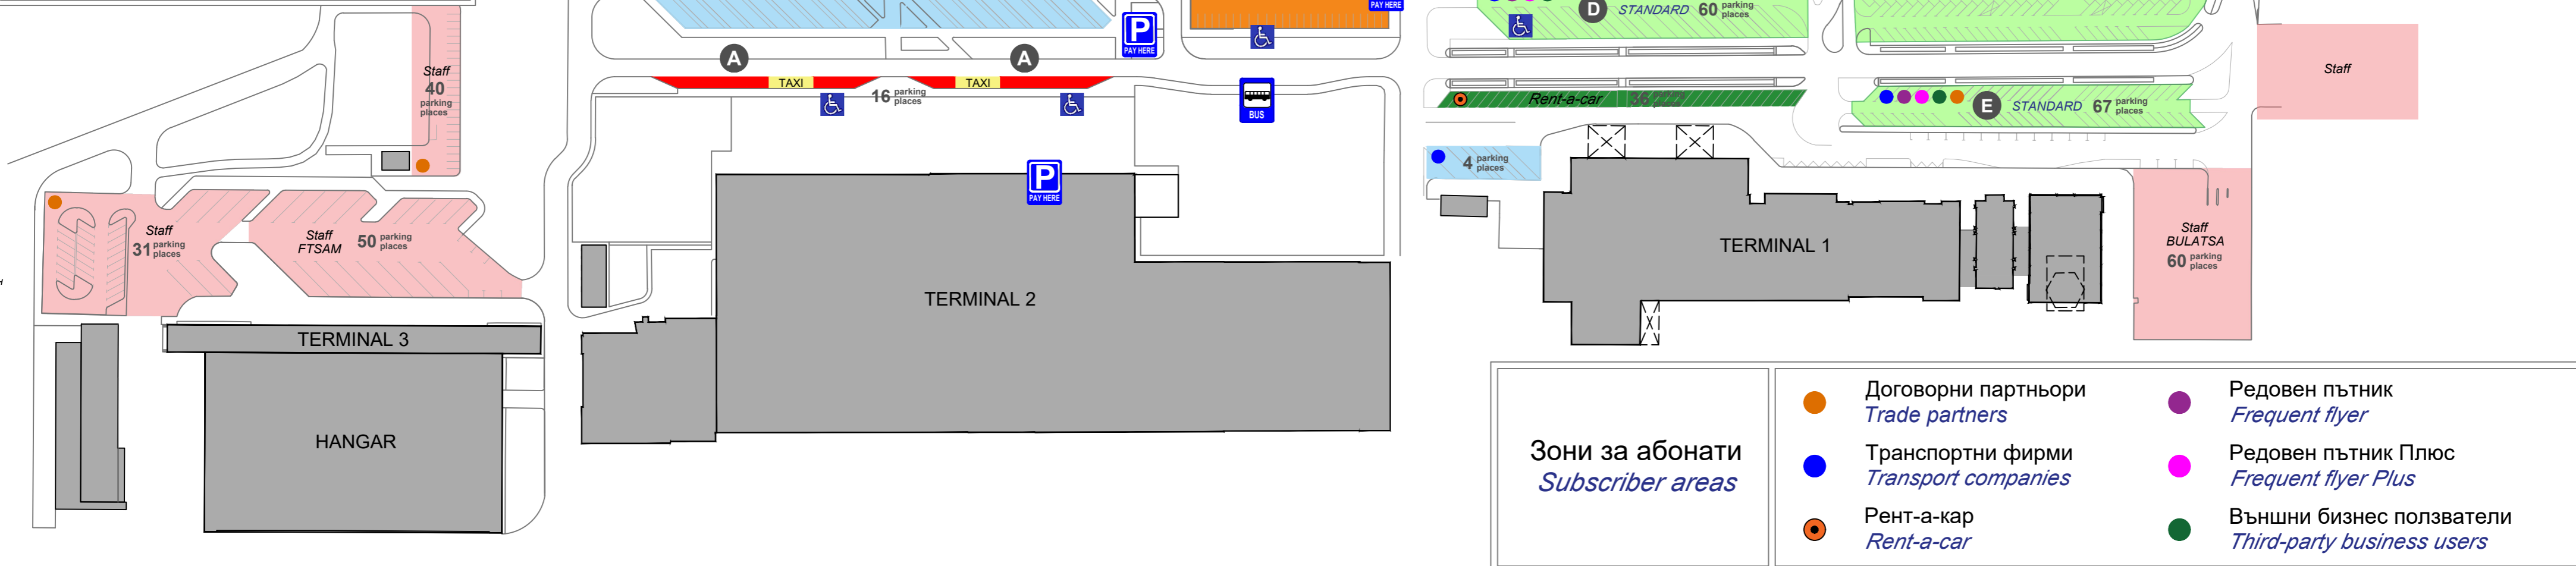 PAY HERE
P
PAY HERE
D STANDARD 60 parking places
A
A
TAXI
TAXI
16 parking places
BUS
Staff
40
parking
places
Staff
Rent-a-car 36 parking places
E STANDARD 67 parking places
4 parking places
P
PAY HERE
Staff
31 parking places
Staff
FTSAM
50 parking places
Staff
BULATSA
60 parking places
TERMINAL 1
TERMINAL 2
TERMINAL 3
HANGAR
Зони за абонати
Subscriber areas
Договорни партньори
Trade partners
Транспортни фирми
Transport companies
Рент-а-кар
Rent-a-car
Редовен пътник
Frequent flyer
Редовен пътник Плюс
Frequent flyer Plus
Външни бизнес ползватели
Third-party business users